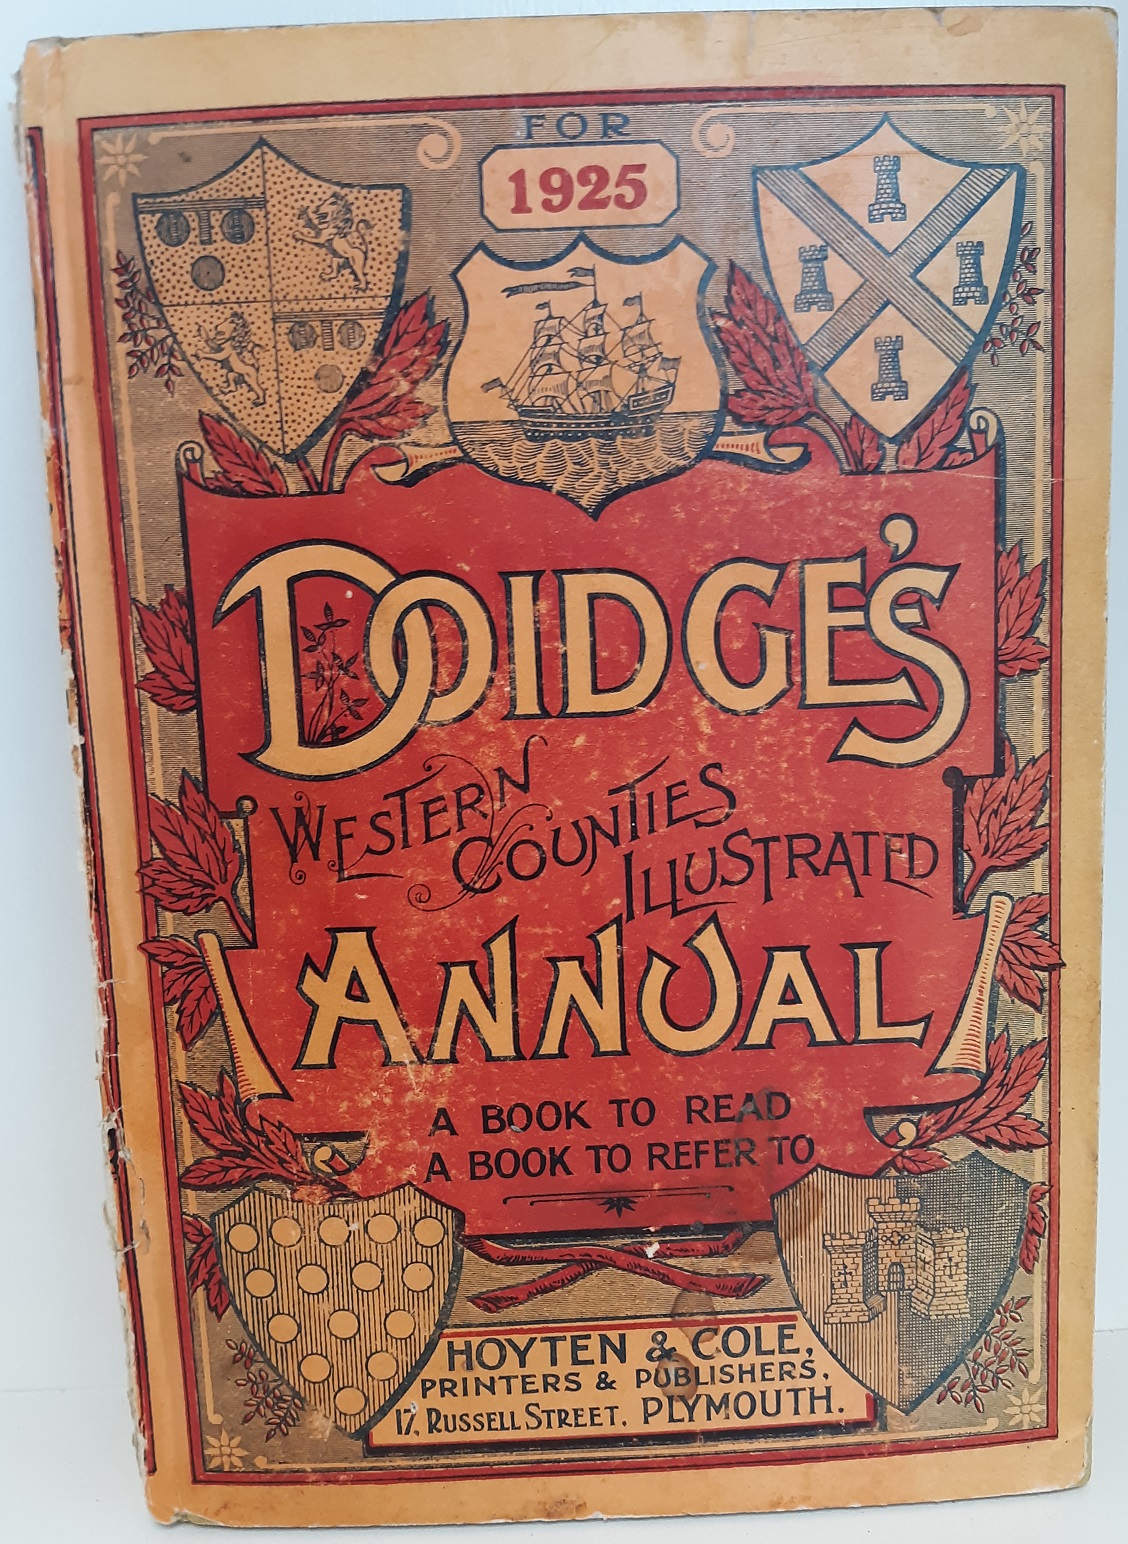 FOR
1925
DOIDGE'S
WESTERN
COUNTIES
ILLUSTRATED
ANNUAL
A BOOK TO READ
A BOOK TO REFER TO
HOYTEN & COLE,
PRINTERS & PUBLISHERS,
17, RUSSELL STREET, PLYMOUTH.